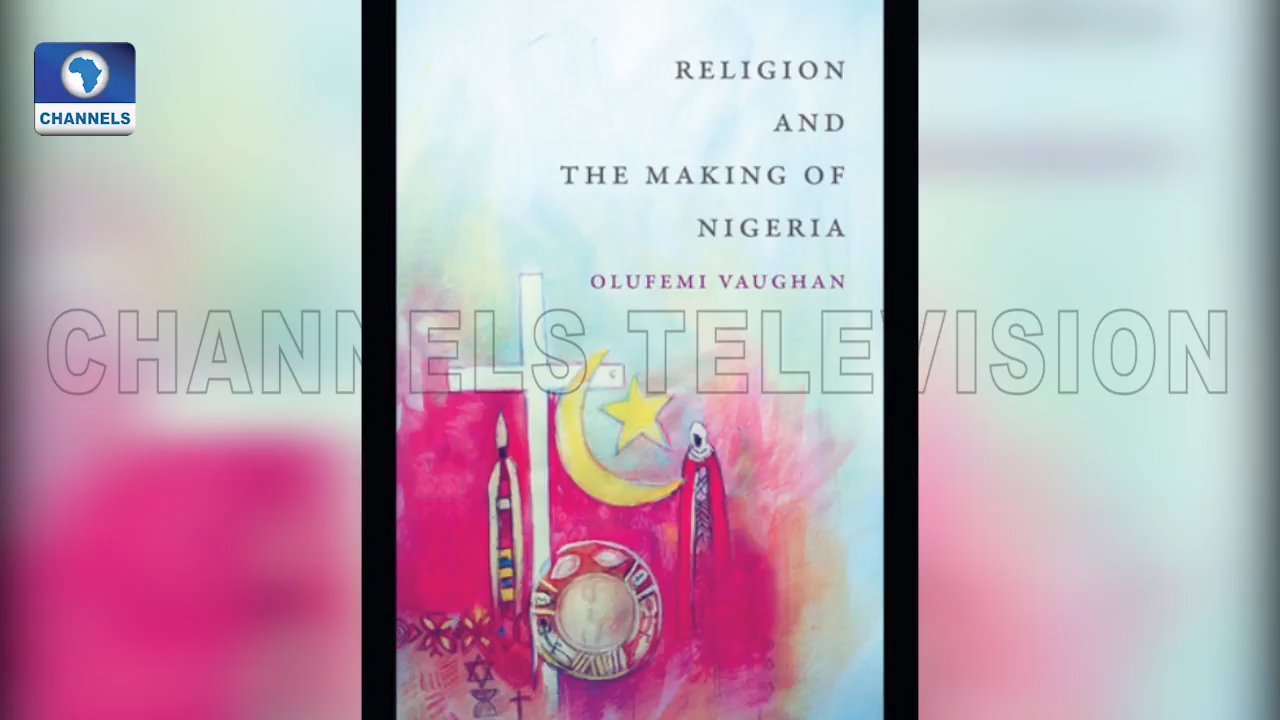 CHANNELS
RELIGION
AND
THE MAKING OF
NIGERIA
OLUFEMI VAUGHAN
CHANNELS TELEVISION